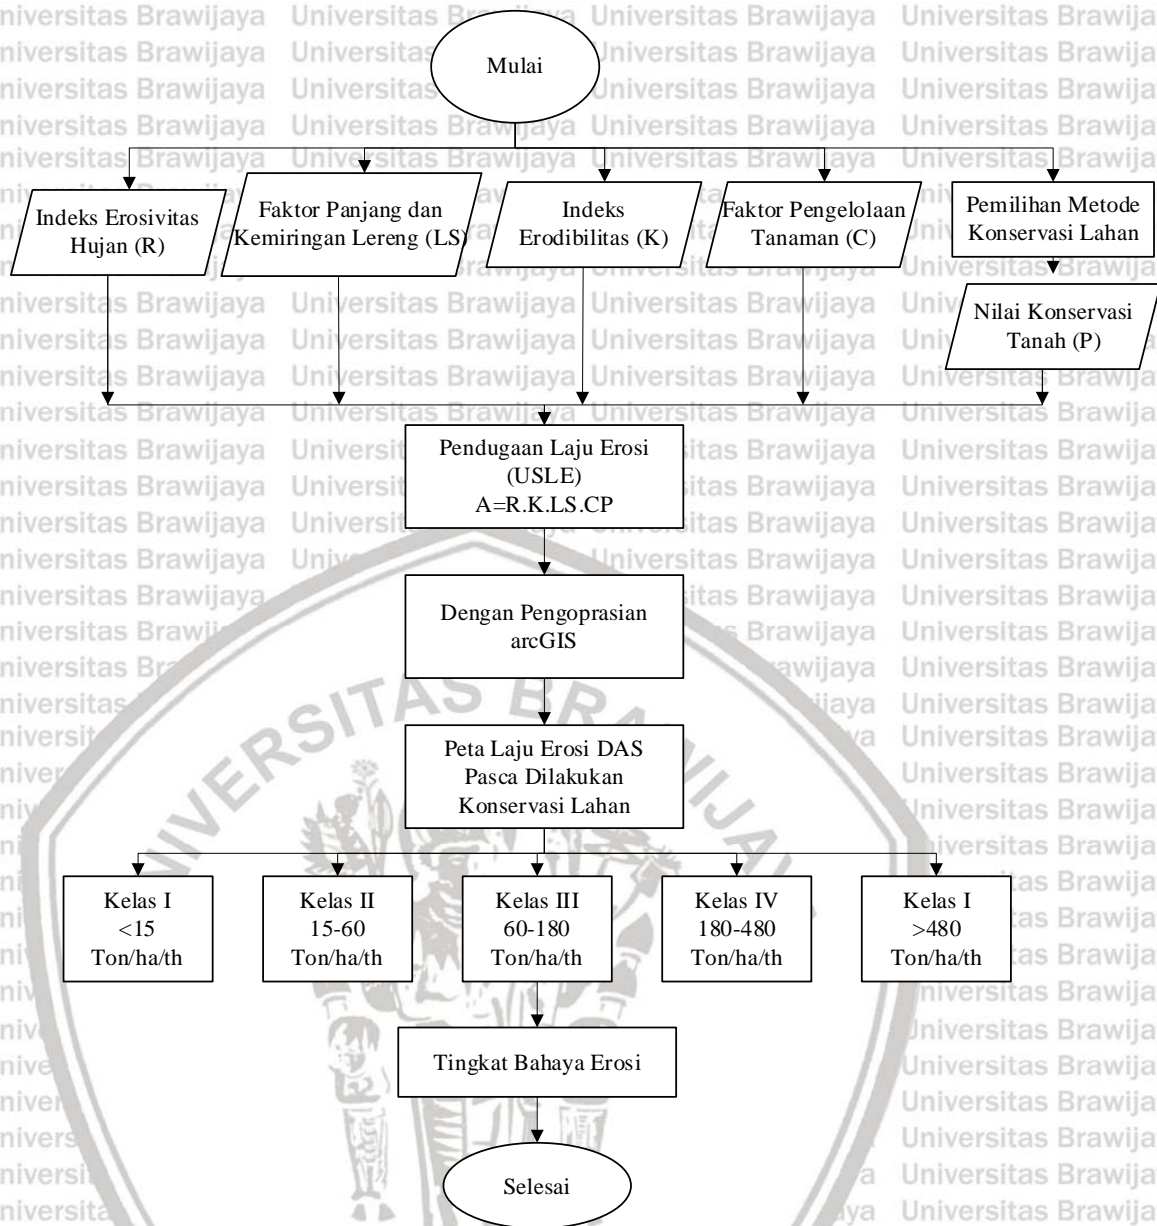 Mulai
Indeks Erosivitas
Hujan (R)
Faktor Panjang dan
Kemiringan Lereng (LS)
Indeks
Erodibilitas (K)
Faktor Pengelolaan
Tanaman (C)
Pemilihan Metode
Konservasi Lahan
Nilai Konservasi
Tanah (P)
Pendugaan Laju Erosi
(USLE)
A=R.K.LS.CP
Dengan Pengoprasian
arcGIS
Peta Laju Erosi DAS
Pasca Dilakukan
Konservasi Lahan
Kelas I
<15
Ton/ha/th
Kelas II
15-60
Ton/ha/th
Kelas III
60-180
Ton/ha/th
Kelas IV
180-480
Ton/ha/th
Kelas I
>480
Ton/ha/th
Tingkat Bahaya Erosi
Selesai